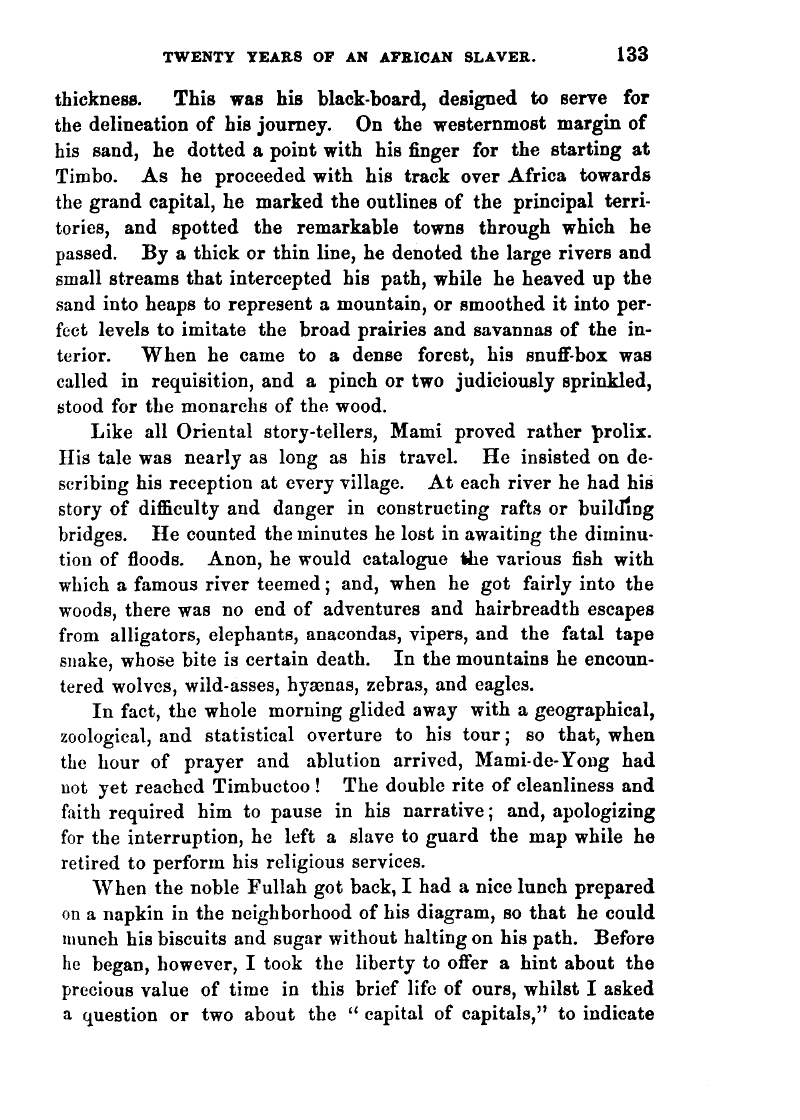 TWENTY YEARS OF AN AFRICAN SLAVER. 133
thickness. This was his black-board, designed to serve for
the delineation of his journey. On the westernmost margin of
his sand, he dotted a point with his finger for the starting at
Timbo. As he proceeded with his track over Africa towards
the grand capital, he marked the outlines of the principal terri-
tories, and spotted the remarkable towns through which he
passed. By a thick or thin line, he denoted the large rivers and
small streams that intercepted his path, while he heaved up the
sand into heaps to represent a mountain, or smoothed it into per-
fect levels to imitate the broad prairies and savannas of the in-
terior. When he came to a dense forest, his snuff-box was
called in requisition, and a pinch or two judiciously sprinkled,
stood for the monarchs of the wood.
Like all Oriental story-tellers, Mami proved rather prolix.
His tale was nearly as long as his travel. He insisted on de-
scribing his reception at every village. At each river he had his
story of difficulty and danger in constructing rafts or building
bridges. He counted the minutes he lost in awaiting the diminu-
tion of floods. Anon, he would catalogue the various fish with
which a famous river teemed; and, when he got fairly into the
woods, there was no end of adventures and hairbreadth escapes
from alligators, elephants, anacondas, vipers, and the fatal tape
snake, whose bite is certain death. In the mountains he encoun-
tered wolves, wild-asses, hyænas, zebras, and eagles.
In fact, the whole morning glided away with a geographical,
zoological, and statistical overture to his tour; so that, when
the hour of prayer and ablution arrived, Mami-de-Yong had
not yet reached Timbuctoo! The double rite of cleanliness and
faith required him to pause in his narrative; and, apologizing
for the interruption, he left a slave to guard the map while he
retired to perform his religious services.
When the noble Fullah got back, I had a nice lunch prepared
on a napkin in the neighborhood of his diagram, so that he could
munch his biscuits and sugar without halting on his path. Before
he began, however, I took the liberty to offer a hint about the
precious value of time in this brief life of ours, whilst I asked
a question or two about the "capital of capitals," to indicate